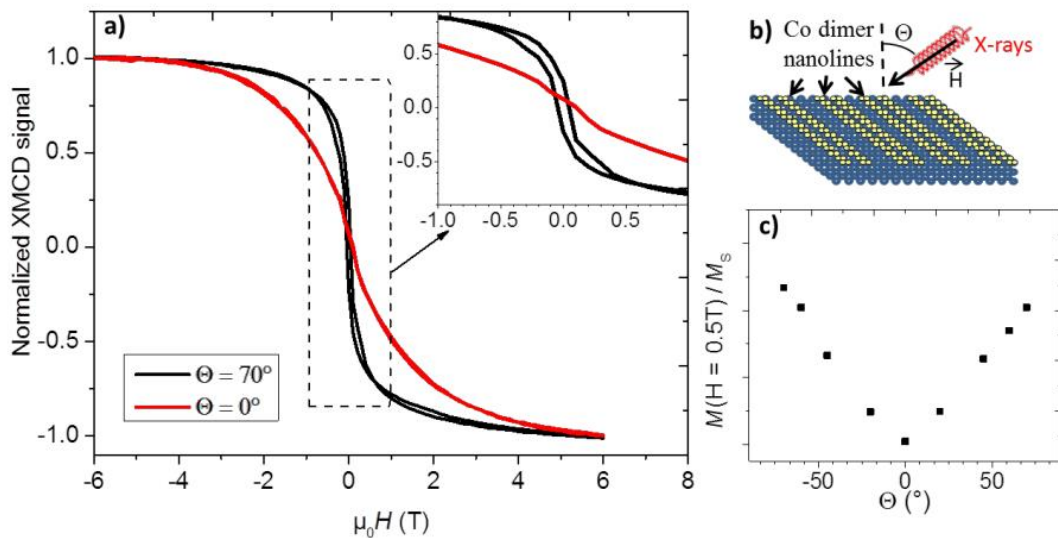 a)
Normalized XMCD signal
1.0
0.5
0.0
-0.5
-1.0
-6
-4
-2
0
2
4
6
8
μ₀H (T)
Θ = 70°
Θ = 0°
0.5
0.0
-0.5
-1.0
-0.5
0.0
0.5
b)
Co dimer
nanolines
Θ
X-rays
H
c)
M(H = 0.5T) / M_S
-50
0
50
Θ (°)